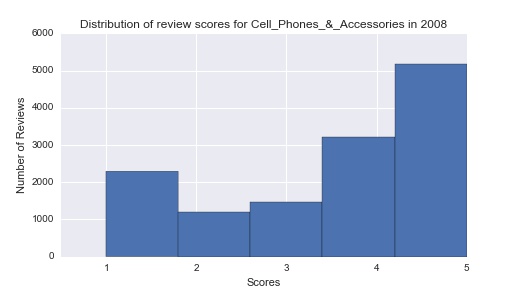 Distribution of review scores for Cell_Phones_&_Accessories in 2008
6000
5000
4000
3000
2000
1000
0
Number of Reviews
1 2 3 4 5
Scores